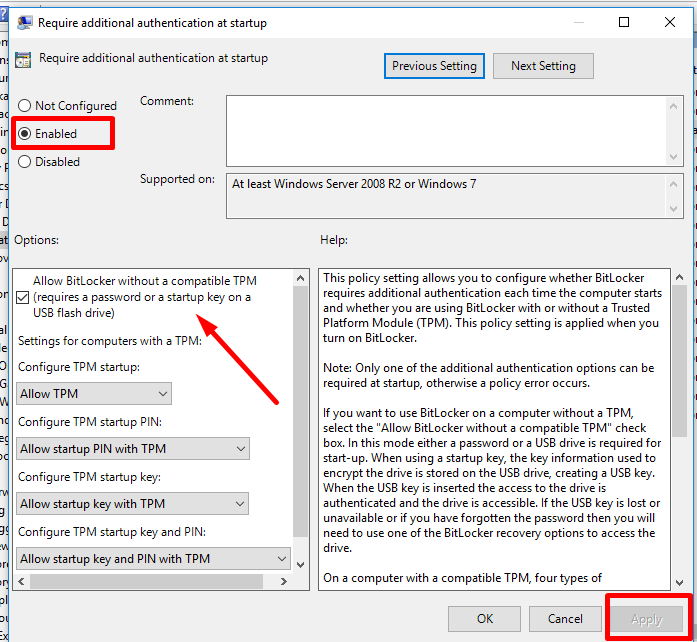 Require additional authentication at startup
Require additional authentication at startup
Previous Setting
Next Setting
Not Configured
Enabled
Disabled
Comment:
Supported on:
At least Windows Server 2008 R2 or Windows 7
Options:
Help:
Allow BitLocker without a compatible TPM
(requires a password or a startup key on a
USB flash drive)
Settings for computers with a TPM:
Configure TPM startup:
Allow TPM
Configure TPM startup PIN:
Allow startup PIN with TPM
Configure TPM startup key:
Allow startup key with TPM
Configure TPM startup key and PIN:
Allow startup key and PIN with TPM
This policy setting allows you to configure whether BitLocker
requires additional authentication each time the computer starts
and whether you are using BitLocker with or without a Trusted
Platform Module (TPM). This policy setting is applied when you
turn on BitLocker.
Note: Only one of the additional authentication options can be
required at startup, otherwise a policy error occurs.
If you want to use BitLocker on a computer without a TPM,
select the "Allow BitLocker without a compatible TPM" check
box. In this mode either a password or a USB drive is required for
start-up. When using a startup key, the key information used to
encrypt the drive is stored on the USB drive, creating a USB key.
When the USB key is inserted the access to the drive is
authenticated and the drive is accessible. If the USB key is lost or
unavailable or if you have forgotten the password then you will
need to use one of the BitLocker recovery options to access the
drive.
On a computer with a compatible TPM, four types of
OK
Cancel
Apply